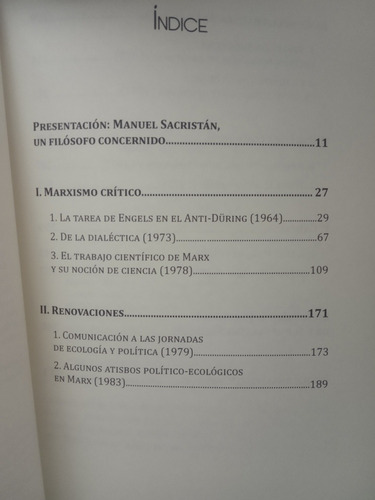 ÍNDICE
PRESENTACIÓN: MANUEL SACRISTÁN,
UN FILÓSOFO CONCERNIDO..................................................11
I. MARXISMO CRÍTICO..........................................................27
1. LA TAREA DE ENGELS EN EL ANTI-DÜRING (1964)...............29
2. DE LA DIALÉCTICA (1973)..................................................67
3. EL TRABAJO CIENTÍFICO DE MARX
Y SU NOCIÓN DE CIENCIA (1978).........................................109
II. RENOVACIONES...............................................................171
1. COMUNICACIÓN A LAS JORNADAS
DE ECOLOGÍA Y POLÍTICA (1979)........................................173
2. ALGUNOS ATISBOS POLÍTICO-ECOLÓGICOS
EN MARX (1983).................................................................189